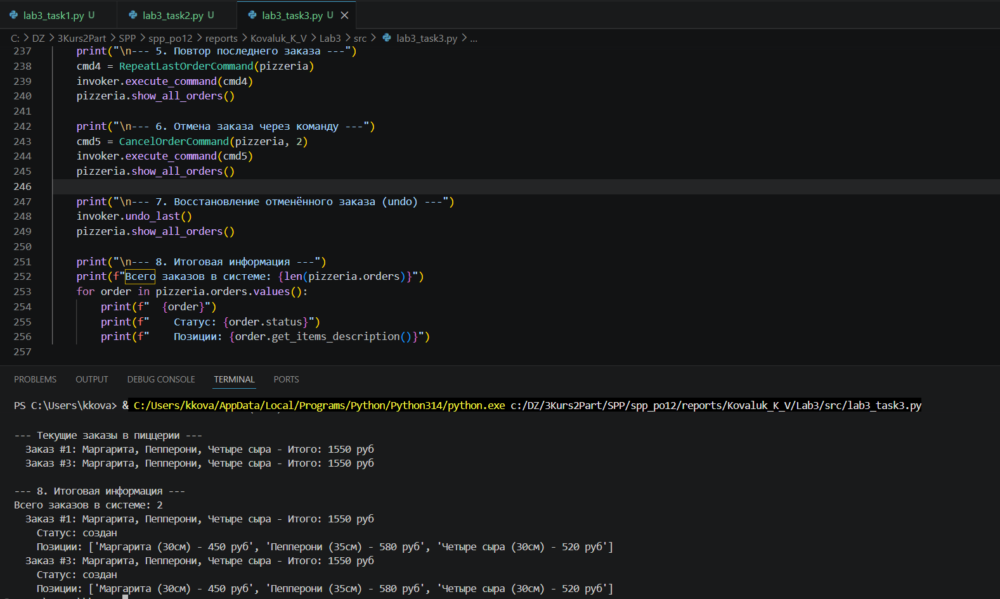 lab3_task1.py U lab3_task2.py U lab3_task3.py U
C: > DZ > 3Kurs2Part > SPP > spp_po12 > reports > Kovaluk_K_V > Lab3 > src > lab3_task3.py > ...
237 print("\n--- 5. Повтор последнего заказа ---")
238 cmd4 = RepeatLastOrderCommand(pizzeria)
239 invoker.execute_command(cmd4)
240 pizzeria.show_all_orders()
241
242 print("\n--- 6. Отмена заказа через команду ---")
243 cmd5 = CancelOrderCommand(pizzeria, 2)
244 invoker.execute_command(cmd5)
245 pizzeria.show_all_orders()
246
247 print("\n--- 7. Восстановление отменённого заказа (undo) ---")
248 invoker.undo_last()
249 pizzeria.show_all_orders()
250
251 print("\n--- 8. Итоговая информация ---")
252 print(f"Всего заказов в системе: {len(pizzeria.orders)}")
253 for order in pizzeria.orders.values():
254 print(f"  {order}")
255 print(f"    Статус: {order.status}")
256 print(f"    Позиции: {order.get_items_description()}")
257
PROBLEMS OUTPUT DEBUG CONSOLE TERMINAL PORTS
PS C:\Users\kkova> & C:/Users/kkova/AppData/Local/Programs/Python/Python314/python.exe c:/DZ/3Kurs2Part/SPP/spp_po12/reports/Kovaluk_K_V/Lab3/src/lab3_task3.py
--- Текущие заказы в пиццерии ---
Заказ #1: Маргарита, Пепперони, Четыре сыра - Итого: 1550 руб
Заказ #3: Маргарита, Пепперони, Четыре сыра - Итого: 1550 руб
--- 8. Итоговая информация ---
Всего заказов в системе: 2
Заказ #1: Маргарита, Пепперони, Четыре сыра - Итого: 1550 руб
Статус: создан
Позиции: ['Маргарита (30см) - 450 руб', 'Пепперони (35см) - 580 руб', 'Четыре сыра (30см) - 520 руб']
Заказ #3: Маргарита, Пепперони, Четыре сыра - Итого: 1550 руб
Статус: создан
Позиции: ['Маргарита (30см) - 450 руб', 'Пепперони (35см) - 580 руб', 'Четыре сыра (30см) - 520 руб']